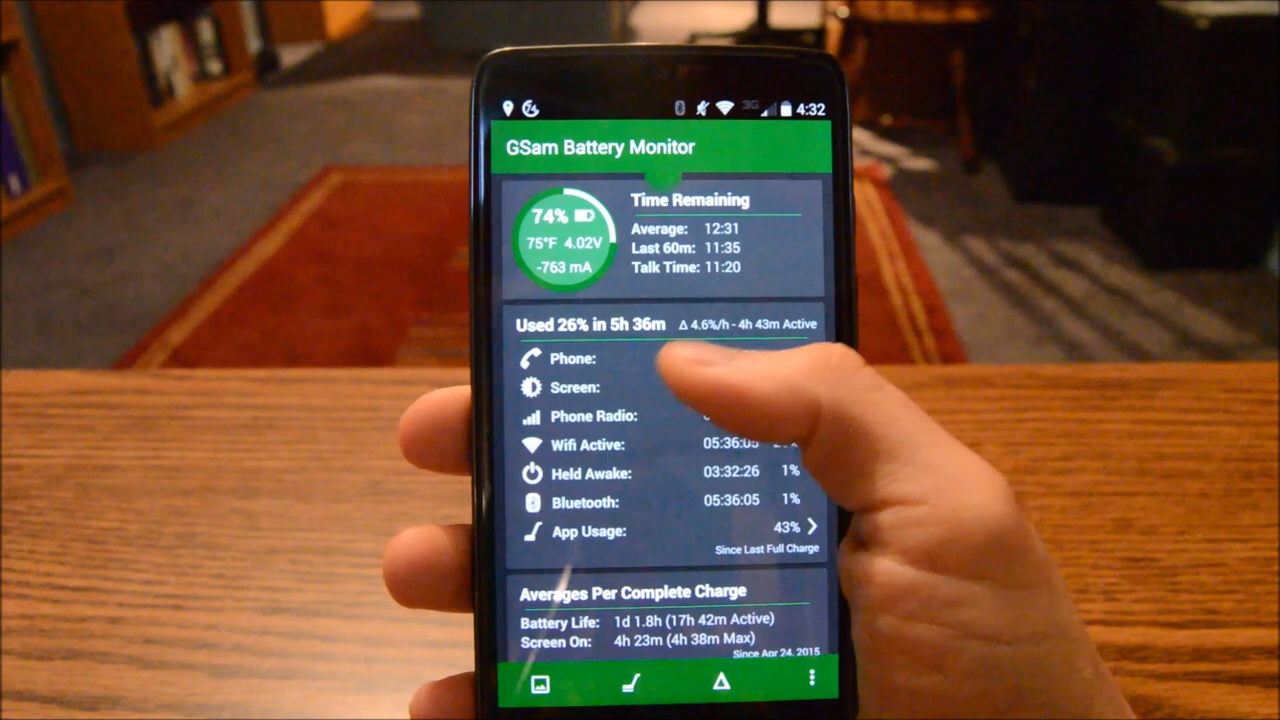 3G 4:32
GSam Battery Monitor
74%
75°F 4.02V
-763 mA
Time Remaining
Average: 12:31
Last 60m: 11:35
Talk Time: 11:20
Used 26% in 5h 36m Δ 4.6%/h - 4h 43m Active
Phone:
Screen:
Phone Radio:
Wifi Active: 05:36:05
Held Awake: 03:32:26 1%
Bluetooth: 05:36:05 1%
App Usage: 43%
Since Last Full Charge
Averages Per Complete Charge
Battery Life: 1d 1.8h (17h 42m Active)
Screen On: 4h 23m (4h 38m Max)
Since Apr 24, 2015